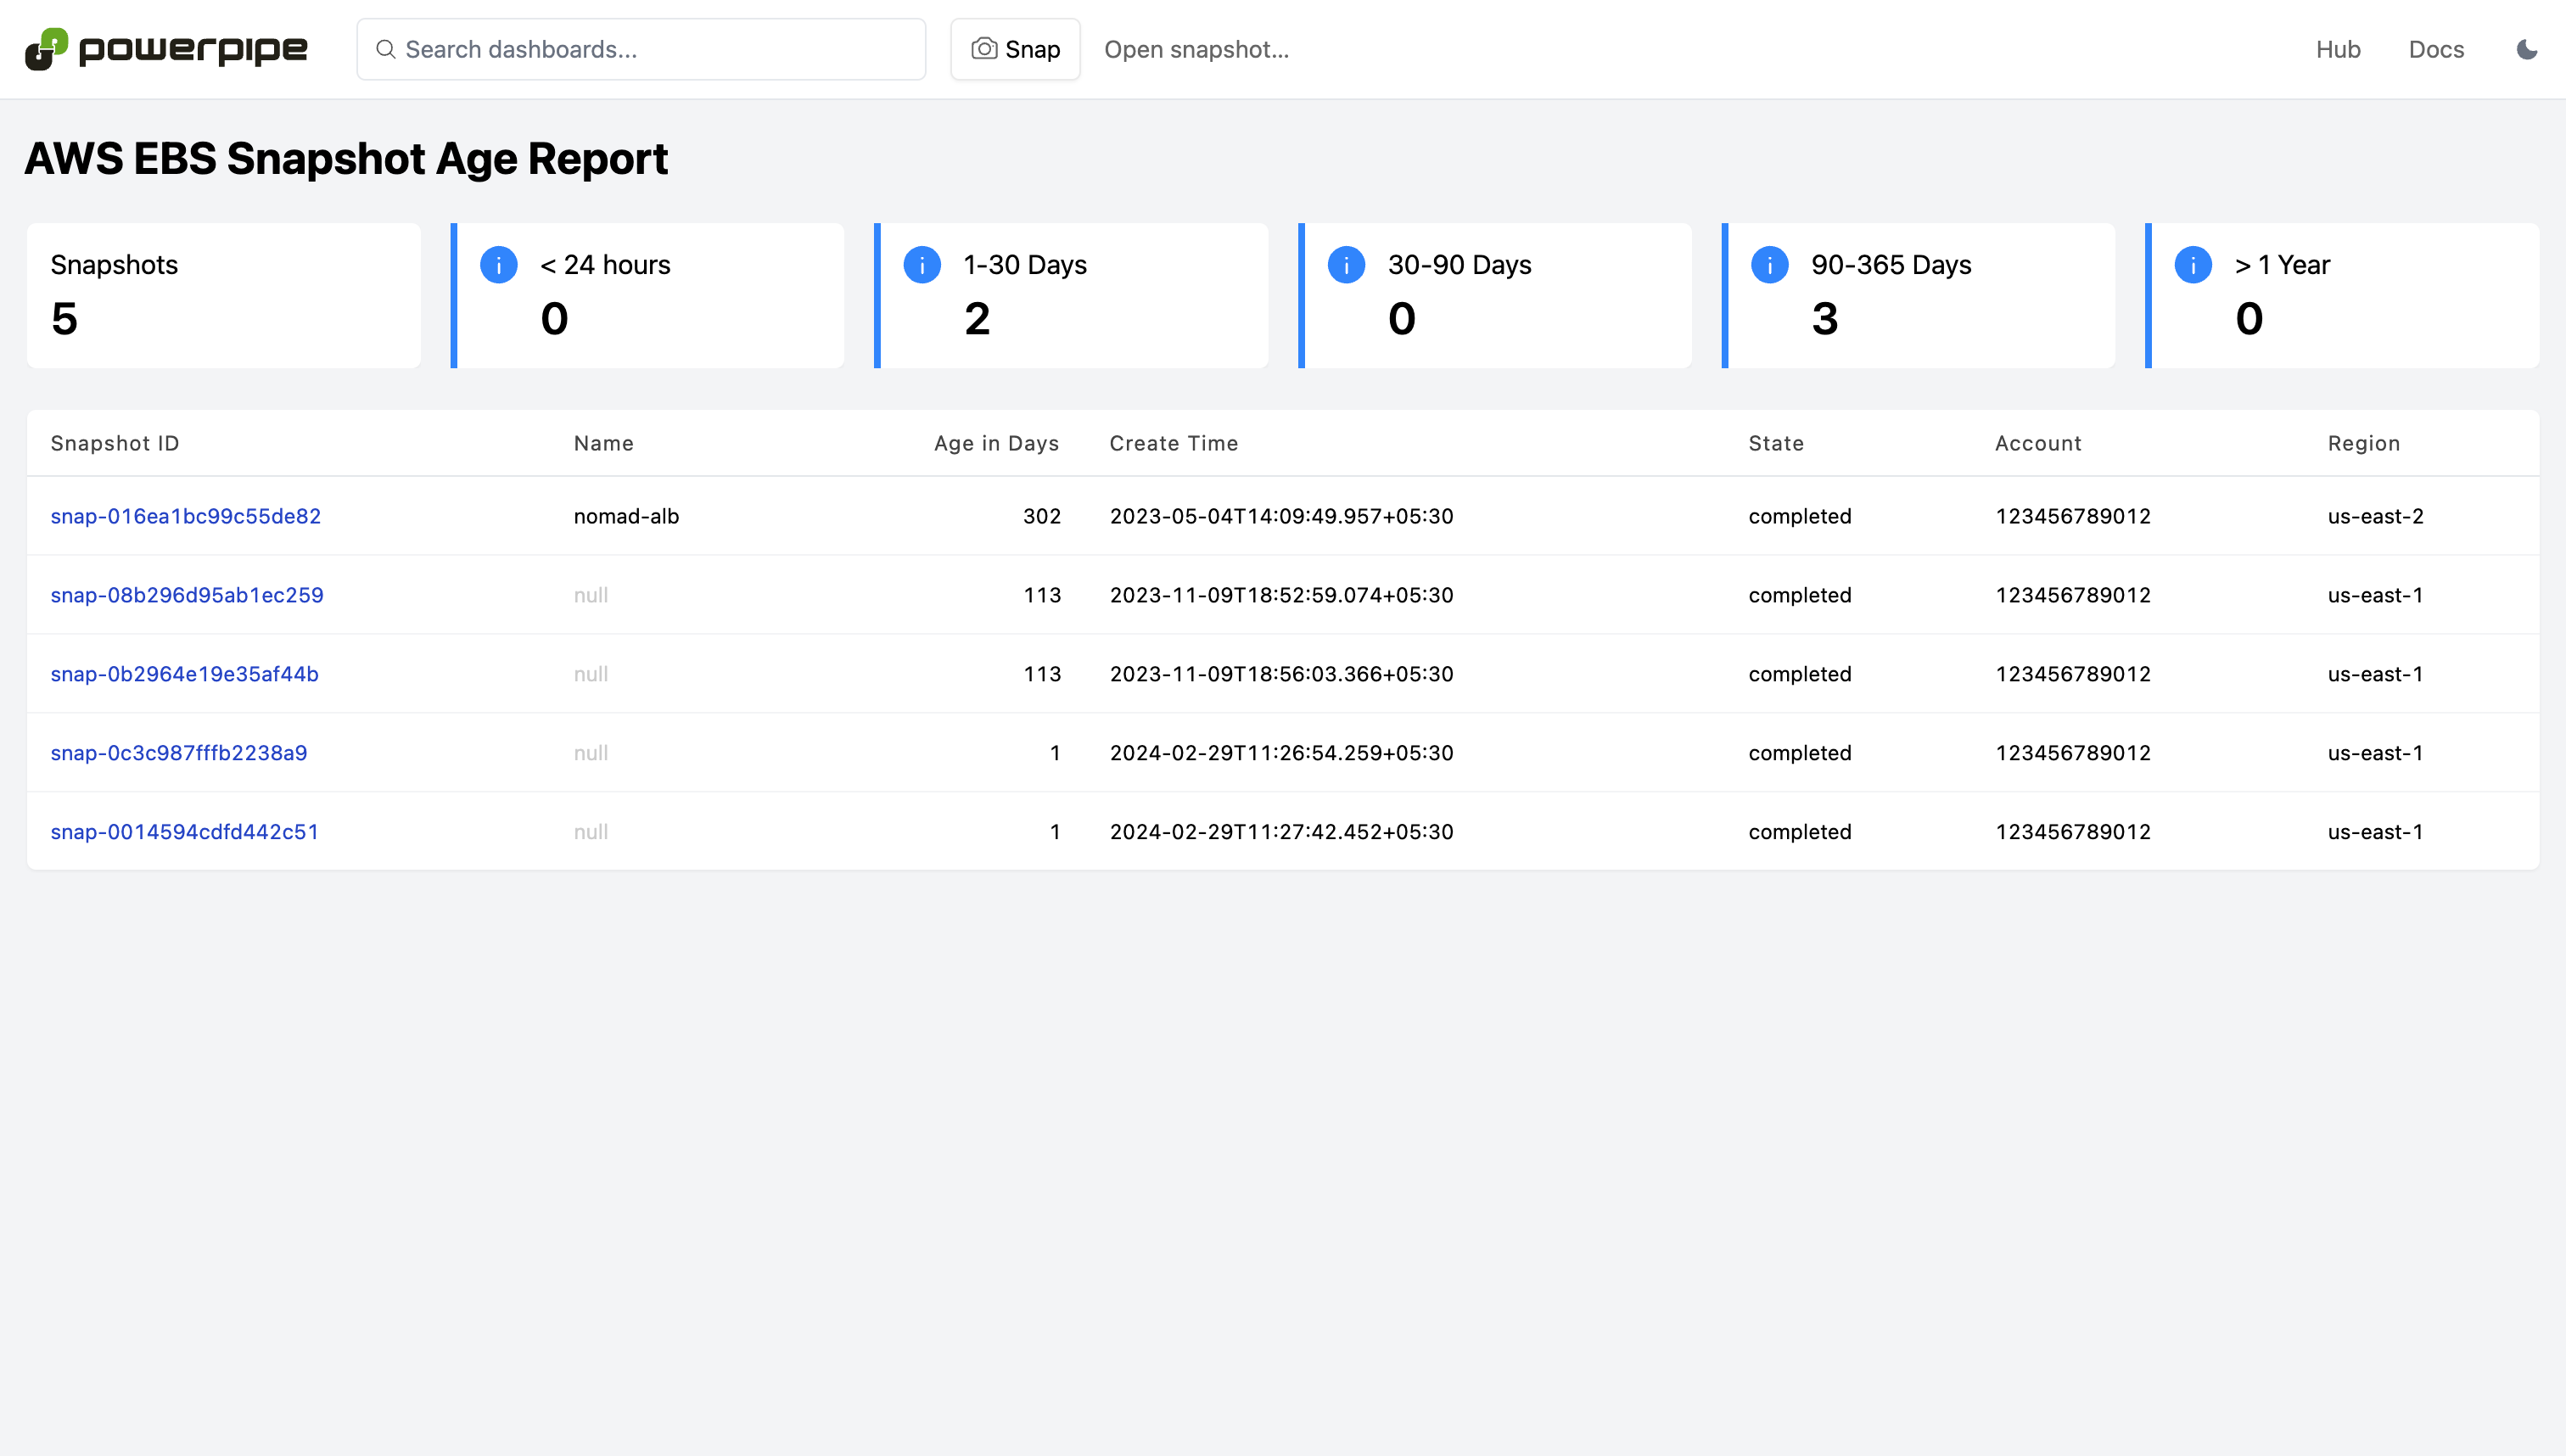 powerpipe Search dashboards... Snap Open snapshot... Hub Docs
AWS EBS Snapshot Age Report
Snapshots < 24 hours 1-30 Days 30-90 Days 90-365 Days > 1 Year
5 0 2 0 3 0
Snapshot ID Name Age in Days Create Time State Account Region
snap-016ea1bc99c55de82 nomad-alb 302 2023-05-04T14:09:49.957+05:30 completed 123456789012 us-east-2
snap-08b296d95ab1ec259 null 113 2023-11-09T18:52:59.074+05:30 completed 123456789012 us-east-1
snap-0b2964e19e35af44b null 113 2023-11-09T18:56:03.366+05:30 completed 123456789012 us-east-1
snap-0c3c987fffb2238a9 null 1 2024-02-29T11:26:54.259+05:30 completed 123456789012 us-east-1
snap-0014594cdfd442c51 null 1 2024-02-29T11:27:42.452+05:30 completed 123456789012 us-east-1